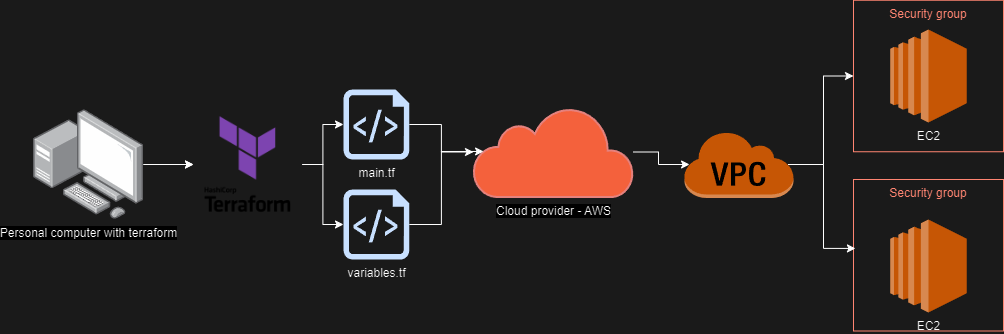 Security group
EC2
HashiCorp
Terraform
main.tf
VPC
Cloud provider - AWS
Security group
Personal computer with terraform
variables.tf
EC2